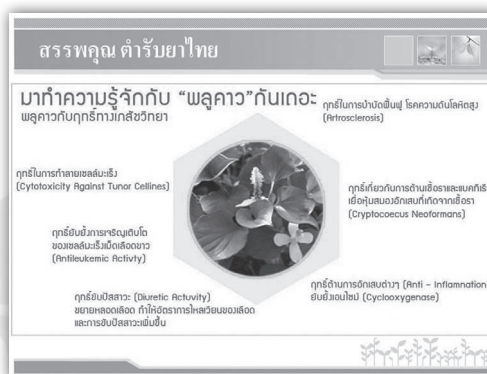 สรรพคุณ ตำรับยาไทย
มาทำความรู้จักกับ “พลูคาว”กันเถอะ
พลูคาวกับฤทธิ์ทางเภสัชวิทยา
ฤทธิ์ในการบำบัดฟื้นฟู โรคความดันโลหิตสูง
(Artrosclerosis)
ฤทธิ์ในการทำลายเซลล์มะเร็ง
(Cytotoxicity Against Tunor Cellines)
ฤทธิ์เกี่ยวกับการต้านเชื้อราและแบคทีเรี
เยื่อหุ้มสมองอักเสบที่เกิดจากเชื้อรา
(Cryptocoecus Neoformans)
ฤทธิ์ยับยั้งการเจริญเติบโต
ของเซลล์มะเร็งเม็ดเลือดขาว
(Antileukemic Activty)
ฤทธิ์ต้านการอักเสบต่างๆ (Anti - Inflamnation
ยับยั้งเอนไซม์ (Cyclooxygenase)
ฤทธิ์ขับปัสสาวะ (Diuretic Actuvity)
ขยายหลอดเลือด ทำให้อัตราการไหลเวียนของเลือด
และการขับปัสสาวะเพิ่มขึ้น